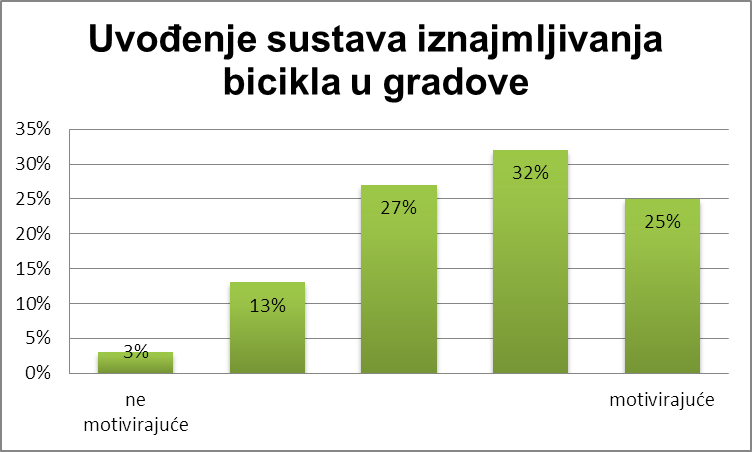 Uvođenje sustava iznajmljivanja
bicikla u gradove
35%
30%
25%
20%
15%
10%
5%
0%
3%
13%
27%
32%
25%
ne
motivirajuće
motivirajuće